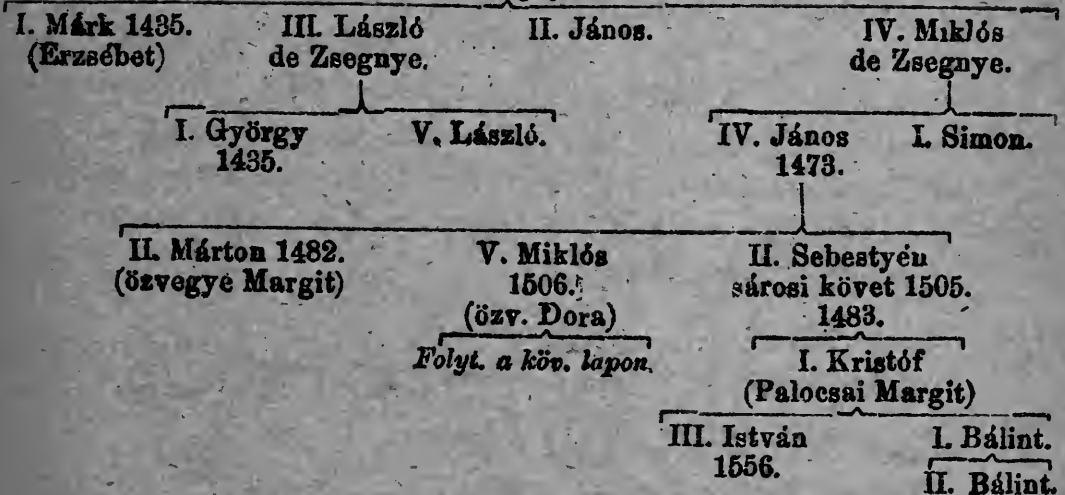 I. Márk 1435. III. László II. János. IV. Miklós
(Erzsébet) de Zsegnye. de Zsegnye.
I. György V. László. IV. János I. Simon.
1435. 1473.
II. Márton 1482. V. Miklós II. Sebestyén
(özvegye Margit) 1506. sárosi követ 1505.
(özv. Dora) 1483.
Folyt. a köv. lapon. I. Kristóf
(Palocsai Margit)
III. István I. Bálint.
1556. II. Bálint.